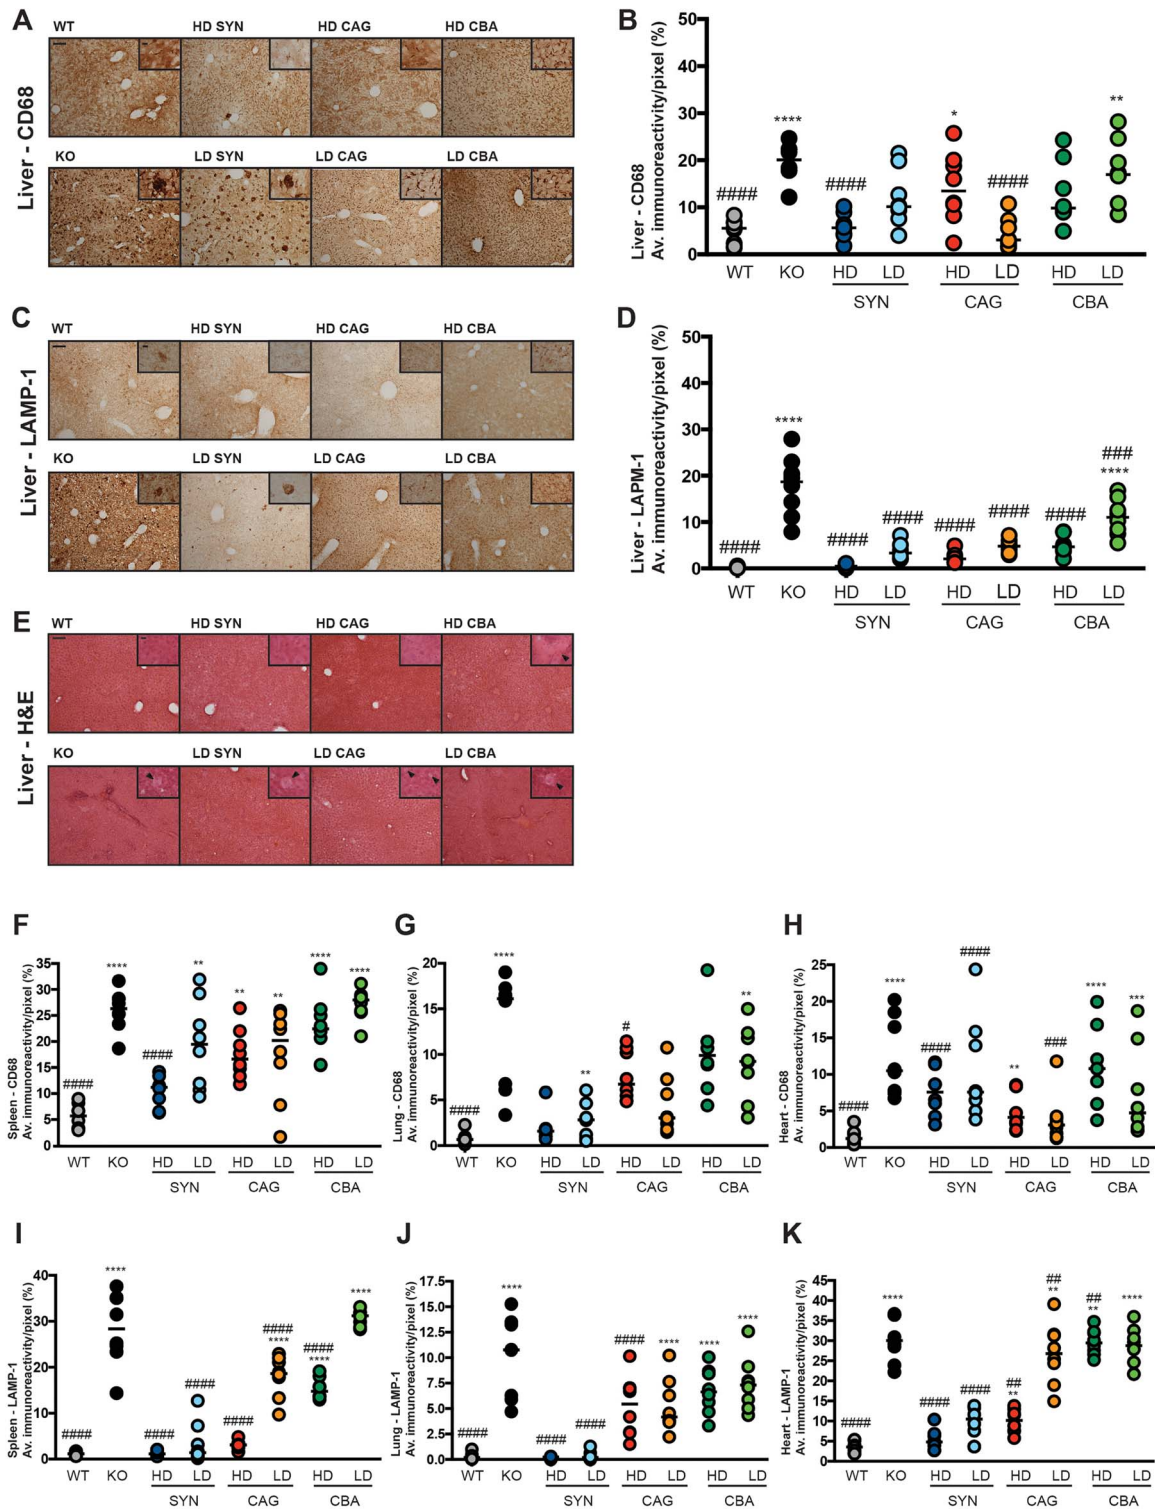 A
WT HD SYN HD CAG HD CBA
Liver - CD68
KO LD SYN LD CAG LD CBA
B
Liver - CD68
Av. immunoreactivity/pixel (%)
50
40
30
20
10
0
####
****
####
*
####
**
WT KO HD LD HD LD HD LD
SYN CAG CBA
C
WT HD SYN HD CAG HD CBA
Liver - LAMP-1
KO LD SYN LD CAG LD CBA
D
Liver - LAPM-1
Av. immunoreactivity/pixel (%)
50
40
30
20
10
0
####
****
####
####
####
####
####
###
****
WT KO HD LD HD LD HD LD
SYN CAG CBA
E
WT HD SYN HD CAG HD CBA
Liver - H&E
KO LD SYN LD CAG LD CBA
F
Spleen - CD68
Av. immunoreactivity/pixel (%)
35
30
25
20
15
10
5
0
####
****
####
**
**
**
****
****
WT KO HD LD HD LD HD LD
SYN CAG CBA
G
Lung - CD68
Av. immunoreactivity/pixel (%)
20
15
10
5
0
####
****
**
#
**
WT KO HD LD HD LD HD LD
SYN CAG CBA
H
Heart - CD68
Av. immunoreactivity/pixel (%)
25
20
15
10
5
0
####
****
####
####
**
###
****
***
WT KO HD LD HD LD HD LD
SYN CAG CBA
I
Spleen - LAMP-1
Av. immunoreactivity/pixel (%)
40
30
20
10
0
####
****
####
####
####
####
****
####
****
****
WT KO HD LD HD LD HD LD
SYN CAG CBA
J
Lung - LAMP-1
Av. immunoreactivity/pixel (%)
17.5
15.0
12.5
10.0
7.5
5.0
2.5
0
####
****
####
####
####
****
****
****
WT KO HD LD HD LD HD LD
SYN CAG CBA
K
Heart - LAMP-1
Av. immunoreactivity/pixel (%)
45
40
35
30
25
20
15
10
5
0
####
****
####
####
##
**
##
**
##
**
****
WT KO HD LD HD LD HD LD
SYN CAG CBA